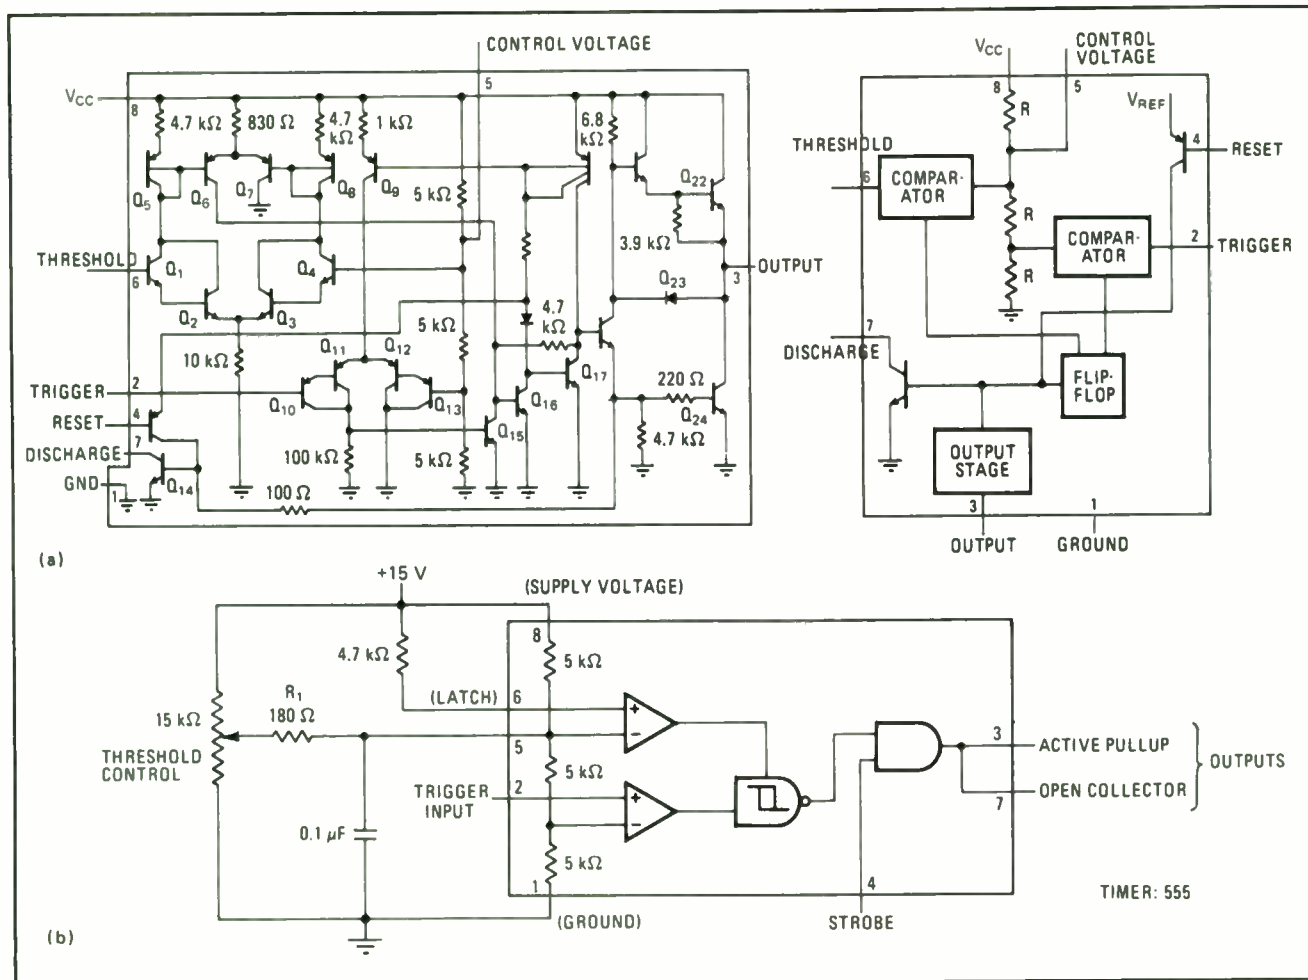 CONTROL VOLTAGE
5
VCC
8
4.7 kΩ
830 Ω
4.7 kΩ
1 kΩ
6.8 kΩ
Q5
Q6
Q7
Q8
Q9
5 kΩ
Q22
3.9 kΩ
THRESHOLD
6
Q1
Q4
3
OUTPUT
Q23
Q2
Q3
4.7 kΩ
10 kΩ
Q11
Q12
5 kΩ
TRIGGER
2
Q10
Q13
Q16
Q17
220 Ω
Q24
RESET
4
Q15
4.7 kΩ
DISCHARGE
7
100 kΩ
5 kΩ
Q14
GND
1
100 Ω
(a)
VCC
CONTROL VOLTAGE
8
5
VREF
R
THRESHOLD
4
RESET
6
COMPAR-
ATOR
R
COMPAR-
ATOR
2
TRIGGER
R
7
DISCHARGE
FLIP-
FLOP
OUTPUT
STAGE
3
1
OUTPUT
GROUND
+15 V
(SUPPLY VOLTAGE)
8
4.7 kΩ
5 kΩ
(LATCH)
6
15 kΩ
R1
180 Ω
THRESHOLD
CONTROL
5
5 kΩ
TRIGGER
INPUT
2
3
ACTIVE PULLUP
OUTPUTS
OPEN COLLECTOR
7
0.1 µF
5 kΩ
1
4
TIMER: 555
(GROUND)
STROBE
(b)